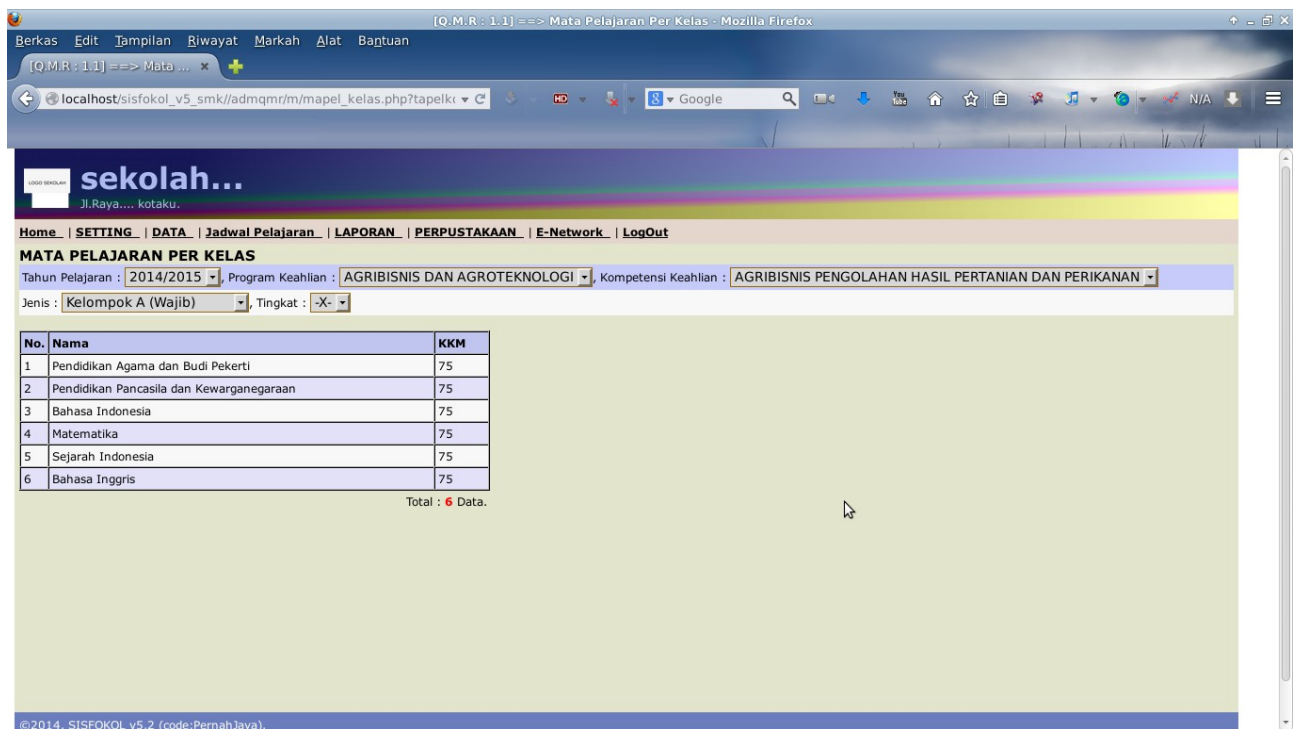 [Q.M.R : 1.1] ==> Mata Pelajaran Per Kelas - Mozilla Firefox
Berkas Edit Tampilan Riwayat Markah Alat Bantuan
[Q.M.R : 1.1] ==> Mata ...
localhost/sisfokol_v5_smk//admqmr/m/mapel_kelas.php?tapelk
Google
N/A
LOGO SEKOLAH
sekolah...
Jl.Raya.... kotaku.
Home | SETTING | DATA | Jadwal Pelajaran | LAPORAN | PERPUSTAKAAN | E-Network | LogOut
MATA PELAJARAN PER KELAS
Tahun Pelajaran : 2014/2015, Program Keahlian : AGRIBISNIS DAN AGROTEKNOLOGI, Kompetensi Keahlian : AGRIBISNIS PENGOLAHAN HASIL PERTANIAN DAN PERIKANAN
Jenis : Kelompok A (Wajib), Tingkat : -X-
No. Nama KKM
1 Pendidikan Agama dan Budi Pekerti 75
2 Pendidikan Pancasila dan Kewarganegaraan 75
3 Bahasa Indonesia 75
4 Matematika 75
5 Sejarah Indonesia 75
6 Bahasa Inggris 75
Total : 6 Data.
©2014. SISFOKOL v5.2 (code:PernahJaya).